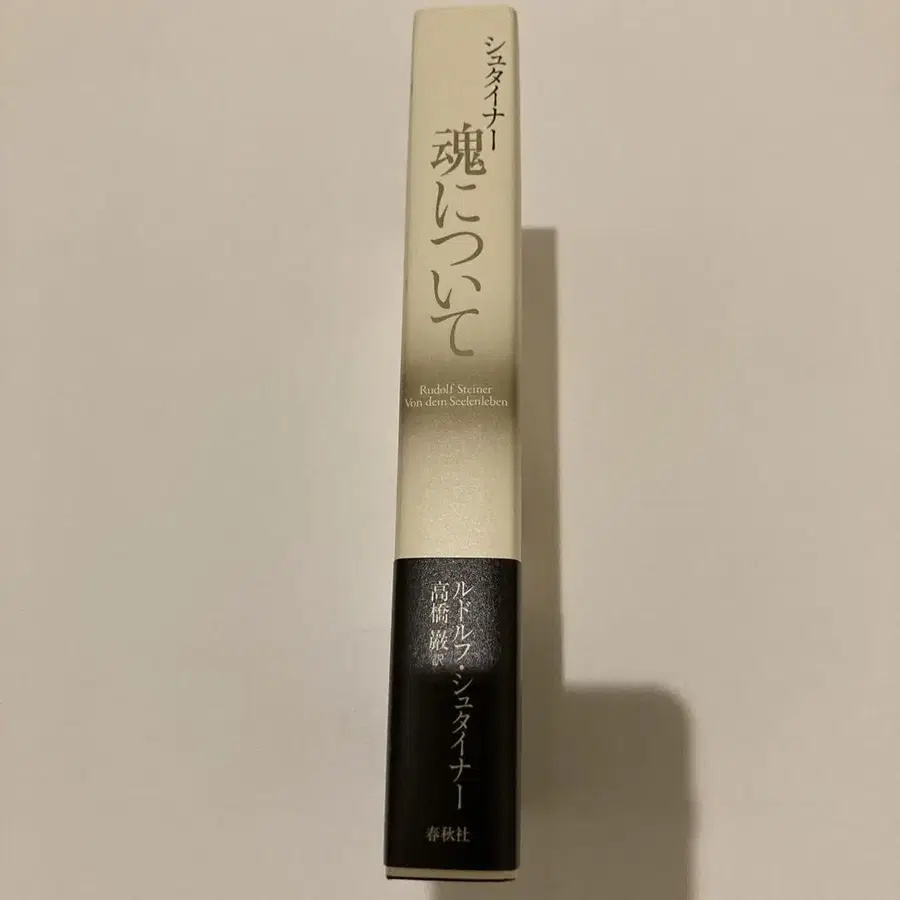 シュタイナー
魂について
Rudolf Steiner
Von dem Seelenleben
ルドルフ・シュタイナー
高橋 巖 訳
春秋社